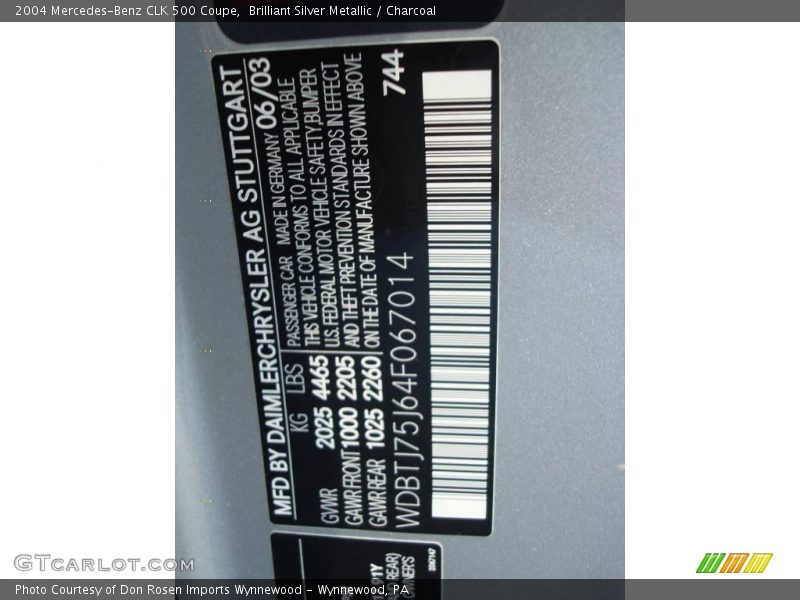 2004 Mercedes-Benz CLK 500 Coupe,  Brilliant Silver Metallic / Charcoal
MFD BY DAIMLERCHRYSLER AG STUTTGART
KG LBS
GVWR 2025 4465
GAWR FRONT 1000 2205
GAWR REAR 1025 2260
PASSENGER CAR MADE IN GERMANY 06/03
THIS VEHICLE CONFORMS TO ALL APPLICABLE
U.S. FEDERAL MOTOR VEHICLE SAFETY, BUMPER
AND THEFT PREVENTION STANDARDS IN EFFECT
ON THE DATE OF MANUFACTURE SHOWN ABOVE
WDBTJ75J64F067014
744
REAR)
OWNERS
GTCARLOT.COM
Photo Courtesy of Don Rosen Imports Wynnewood - Wynnewood, PA